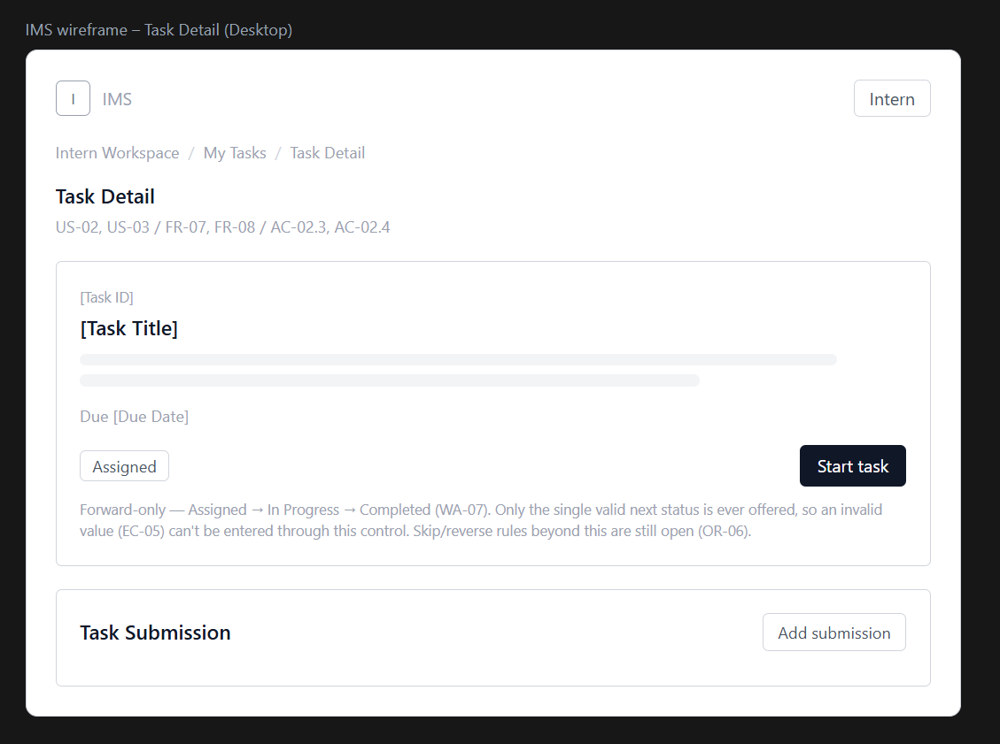 IMS wireframe – Task Detail (Desktop)
I IMS Intern
Intern Workspace / My Tasks / Task Detail
Task Detail
US-02, US-03 / FR-07, FR-08 / AC-02.3, AC-02.4
[Task ID]
[Task Title]
Due [Due Date]
Assigned Start task
Forward-only — Assigned → In Progress → Completed (WA-07). Only the single valid next status is ever offered, so an invalid
value (EC-05) can't be entered through this control. Skip/reverse rules beyond this are still open (OR-06).
Task Submission Add submission